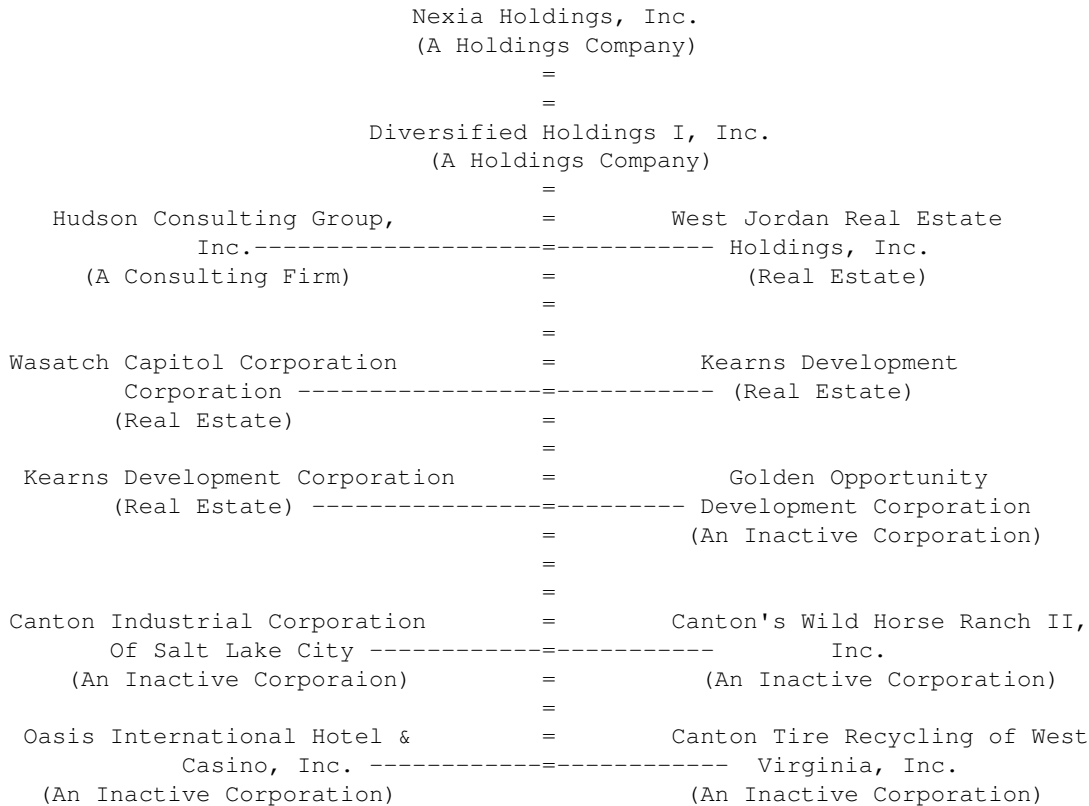 Nexia Holdings, Inc.
(A Holdings Company)
=
=
Diversified Holdings I, Inc.
(A Holdings Company)
=
Hudson Consulting Group, = West Jordan Real Estate
Inc.--------------------=----------- Holdings, Inc.
(A Consulting Firm) = (Real Estate)
=
=
Wasatch Capitol Corporation = Kearns Development
Corporation -----------------=----------- (Real Estate)
(Real Estate) =
=
Kearns Development Corporation = Golden Opportunity
(Real Estate) ----------------=--------- Development Corporation
= (An Inactive Corporation)
=
=
Canton Industrial Corporation = Canton's Wild Horse Ranch II,
Of Salt Lake City ------------=----------- Inc.
(An Inactive Corporaion) = (An Inactive Corporation)
=
Oasis International Hotel & = Canton Tire Recycling of West
Casino, Inc. ------------=------------ Virginia, Inc.
(An Inactive Corporation) (An Inactive Corporation)